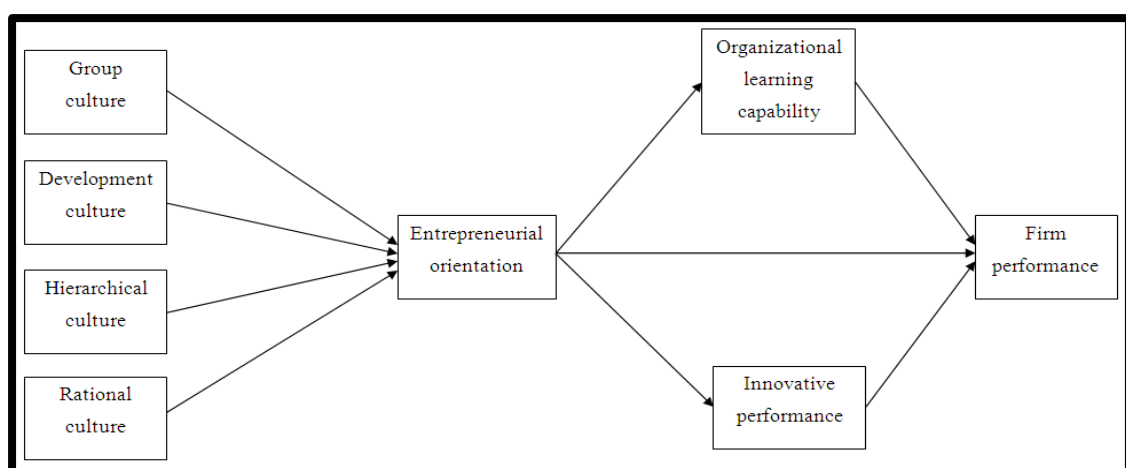 Group
culture
Development
culture
Hierarchical
culture
Rational
culture
Entrepreneurial
orientation
Organizational
learning
capability
Innovative
performance
Firm
performance